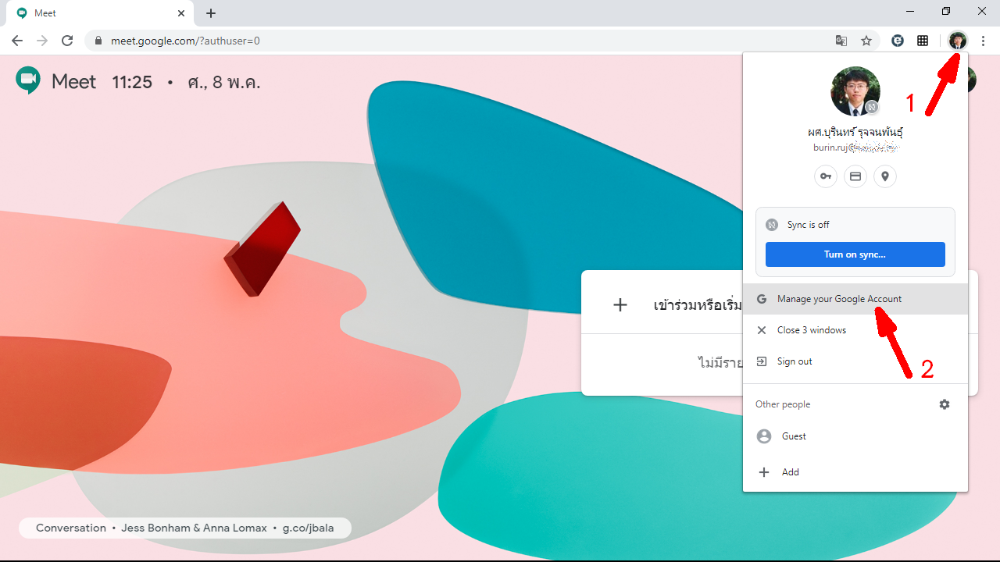 Meet
meet.google.com/?authuser=0
Meet 11:25 • ศ., 8 พ.ค.
1
ผศ.บุรินทร์ รุจจนพันธุ์
burin.ruj@
Sync is off
Turn on sync...
เข้าร่วมหรือเริ่ม
Manage your Google Account
Close 3 windows
ไม่มีราย
Sign out
2
Other people
Guest
Add
Conversation • Jess Bonham & Anna Lomax • g.co/jbala